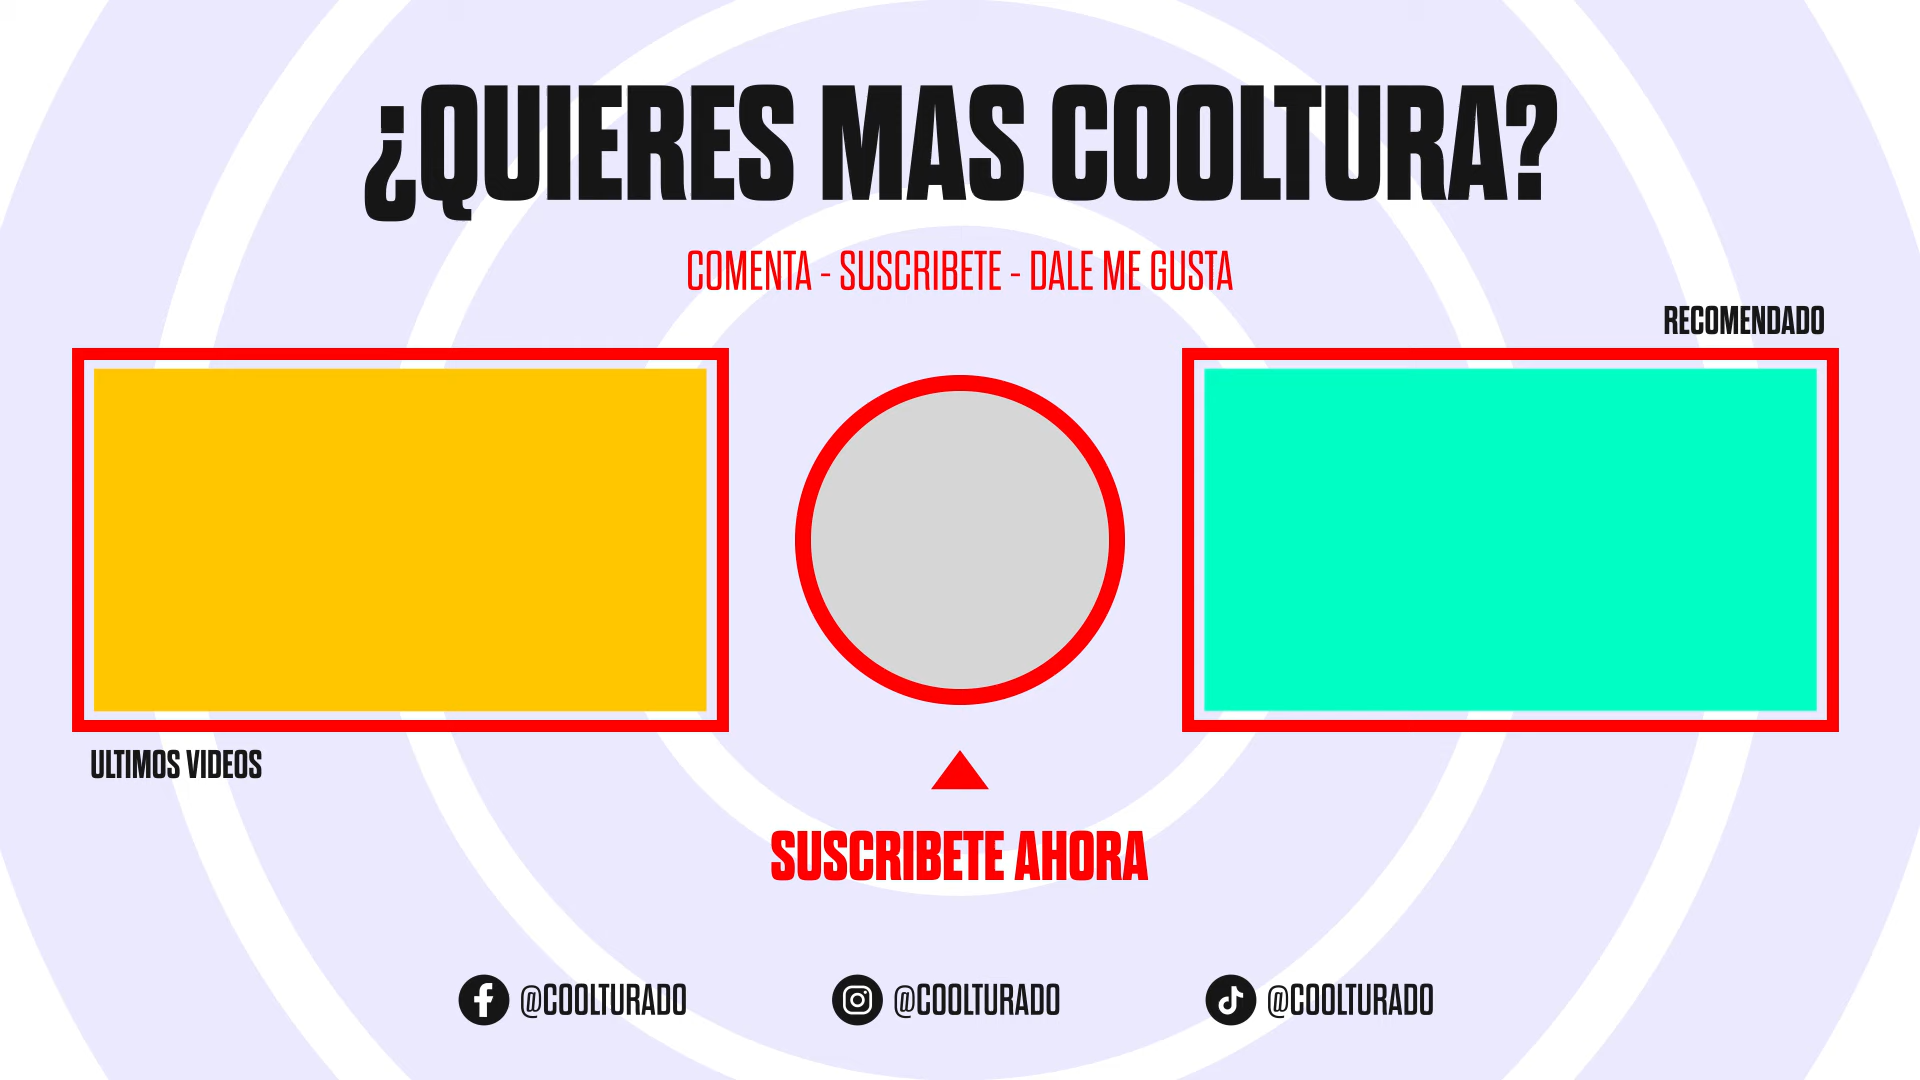 ¿QUIERES MAS COOLTURA?
COMENTA - SUSCRIBETE - DALE ME GUSTA
RECOMENDADO
ULTIMOS VIDEOS
SUSCRIBETE AHORA
@COOLTURADO
@COOLTURADO
@COOLTURADO